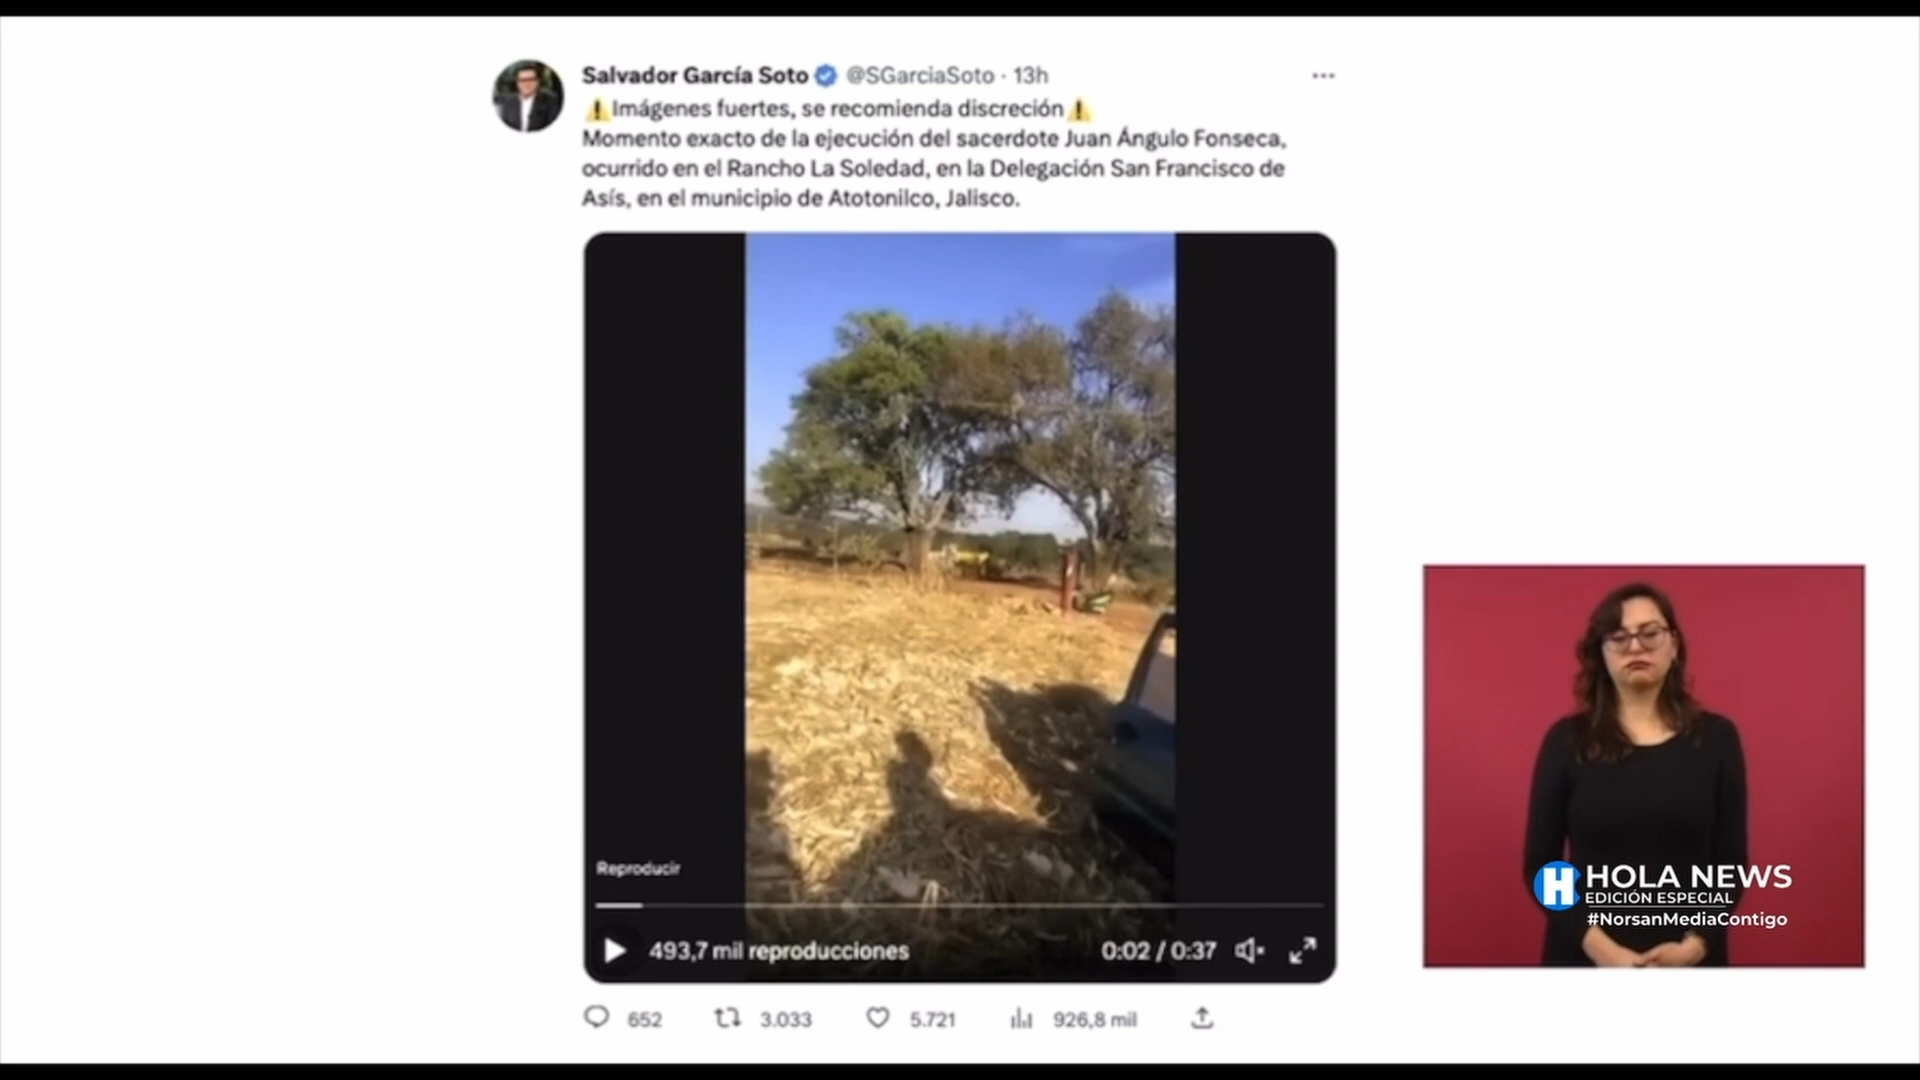 Salvador García Soto @SGarciaSoto · 13h
⚠️Imágenes fuertes, se recomienda discreción⚠️
Momento exacto de la ejecución del sacerdote Juan Ángulo Fonseca,
ocurrido en el Rancho La Soledad, en la Delegación San Francisco de
Asís, en el municipio de Atotonilco, Jalisco.
Reproducir
493,7 mil reproducciones
0:02 / 0:37
652
3.033
5.721
926,8 mil
HOLA NEWS
EDICIÓN ESPECIAL
#NorsanMediaContigo